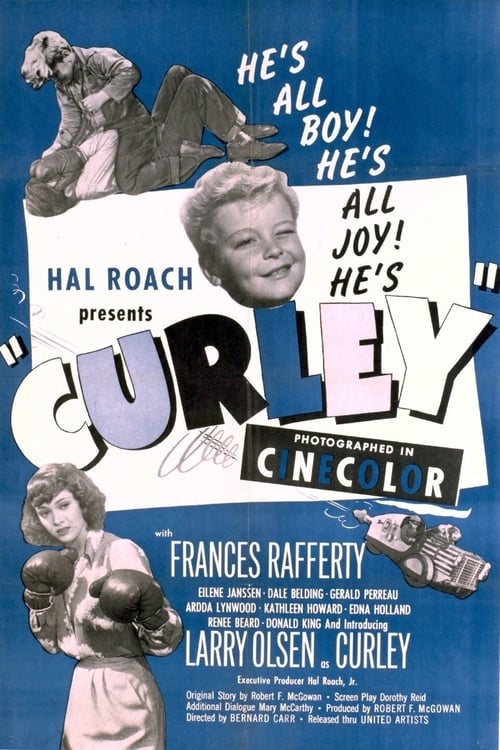 HE'S
ALL
BOY!
HE'S
ALL
JOY!
HE'S
HAL ROACH
presents
"CURLEY"
PHOTOGRAPHED IN
CINECOLOR
with
FRANCES RAFFERTY
EILENE JANSSEN · DALE BELDING · GERALD PERREAU
ARDDA LYNWOOD · KATHLEEN HOWARD · EDNA HOLLAND
RENEE BEARD · DONALD KING And Introducing
LARRY OLSEN as CURLEY
Executive Producer Hal Roach, Jr.
Original Story by Robert F. McGowan · Screen Play Dorothy Reid
Additional Dialogue Mary McCarthy · Produced by ROBERT F. McGOWAN
Directed by BERNARD CARR · Released thru UNITED ARTISTS